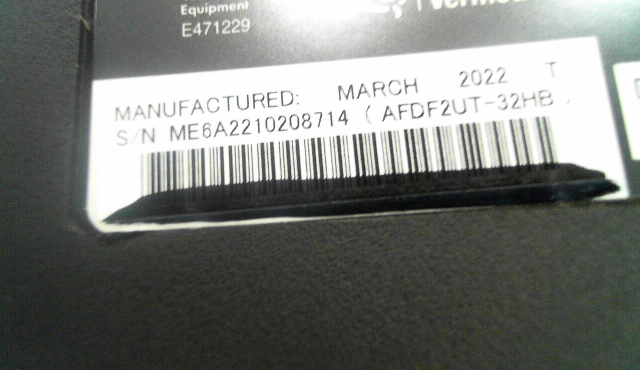 Equipment
E471229
MANUFACTURED: MARCH 2022 T
S/N ME6A2210208714 ( AFDF2UT-32HB )